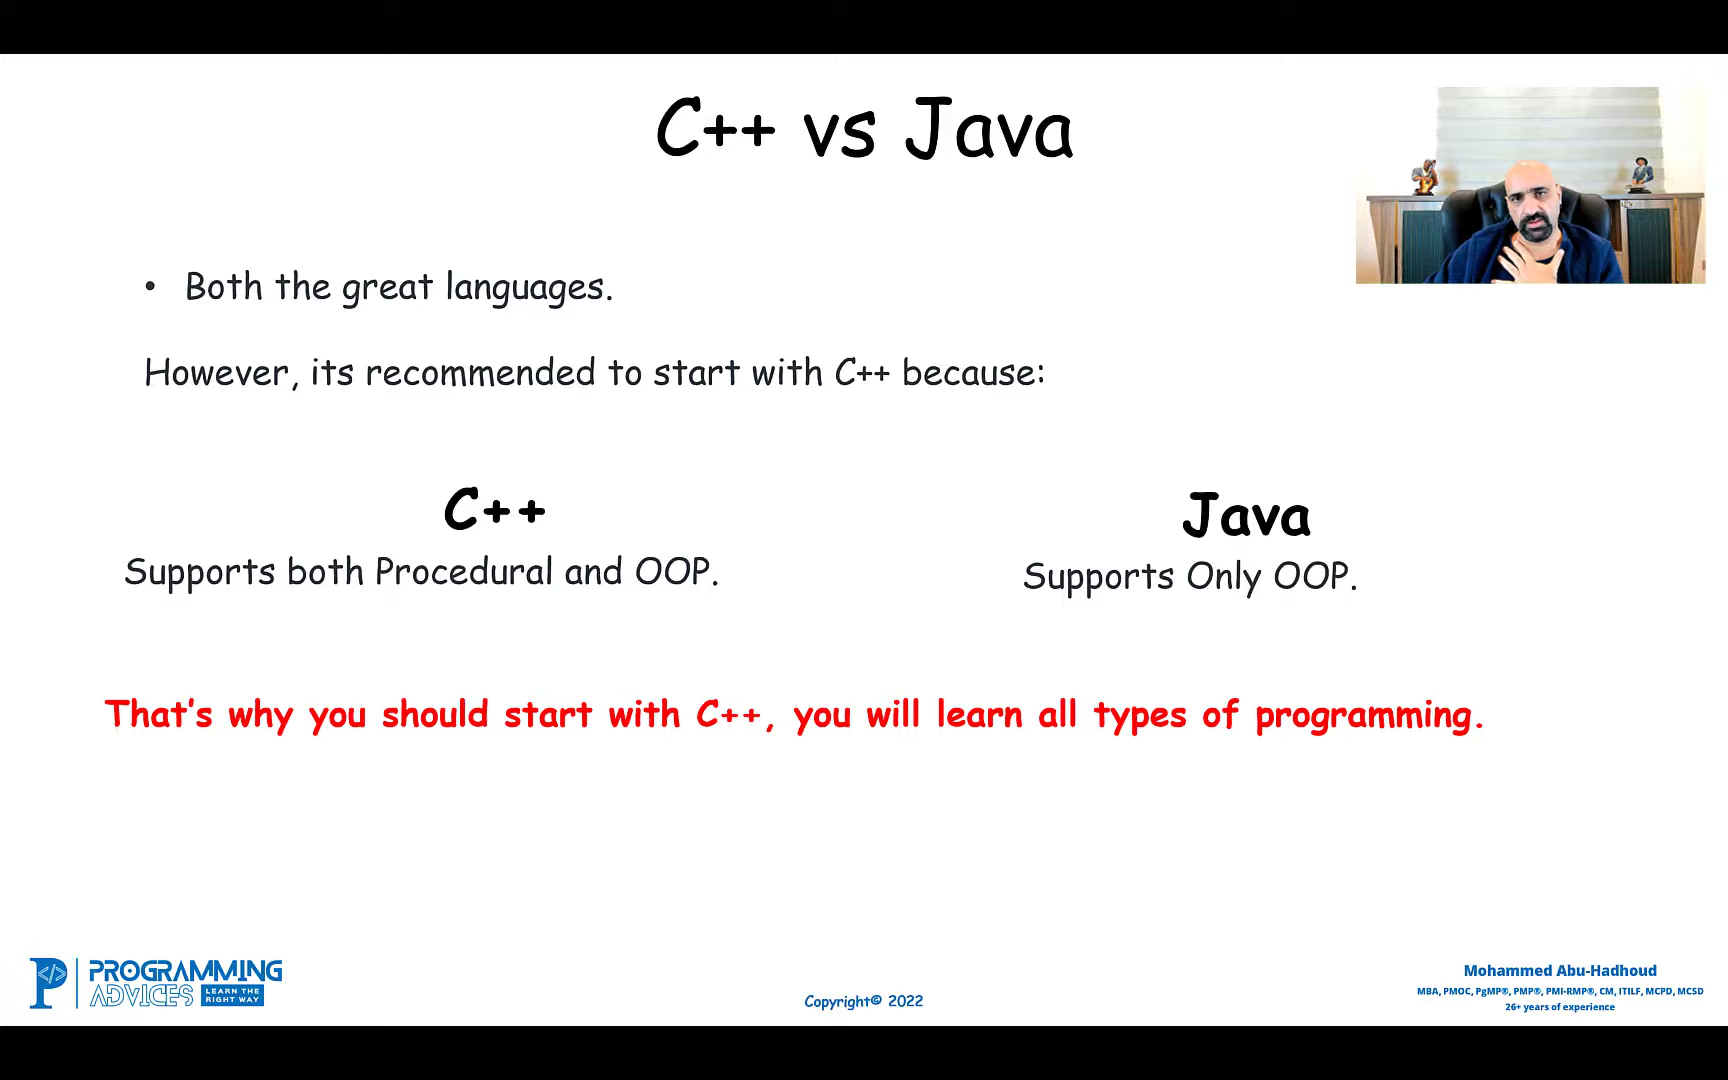 C++ vs Java
• Both the great languages.
However, its recommended to start with C++ because:
C++
Supports both Procedural and OOP.
Java
Supports Only OOP.
That's why you should start with C++, you will learn all types of programming.
P </>
PROGRAMMING
ADVICES
LEARN THE
RIGHT WAY
Copyright© 2022
Mohammed Abu-Hadhoud
MBA, PMOC, PgMP®, PMP®, PMI-RMP®, CM, ITILF, MCPD, MCSD
26+ years of experience